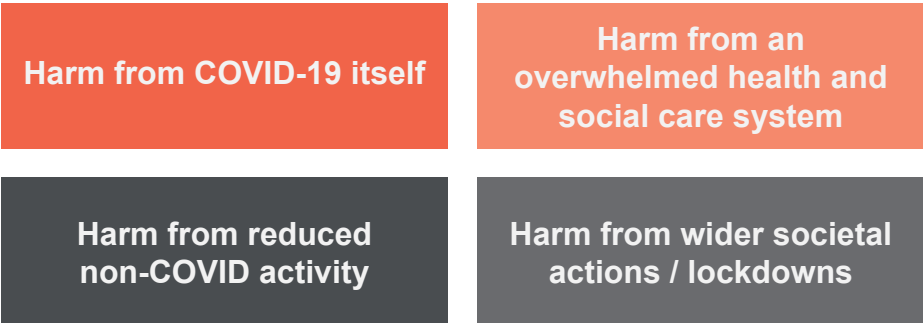 Harm from COVID-19 itself
Harm from an
overwhelmed health and
social care system
Harm from reduced
non-COVID activity
Harm from wider societal
actions / lockdowns